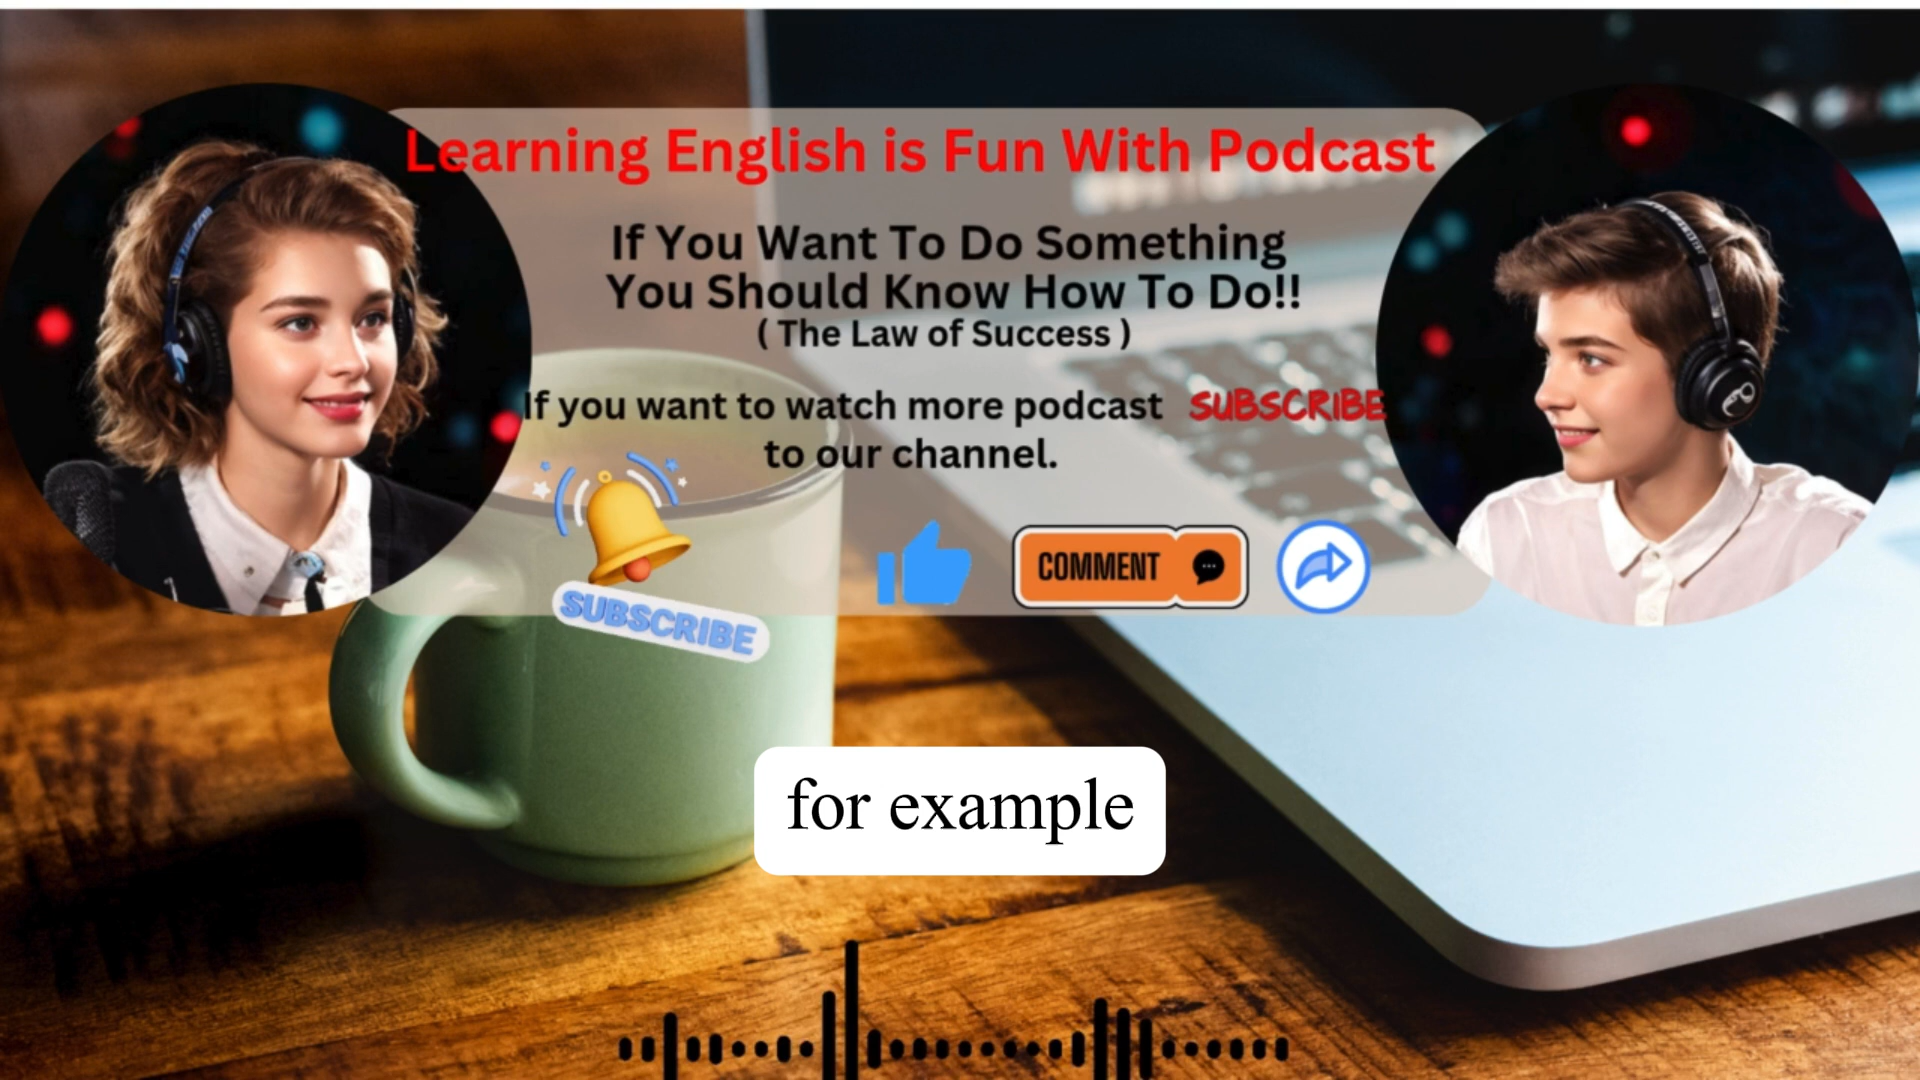 Learning English is Fun With Podcast
If You Want To Do Something
You Should Know How To Do!!
( The Law of Success )
If you want to watch more podcast SUBSCRIBE
to our channel.
SUBSCRIBE
COMMENT
for example